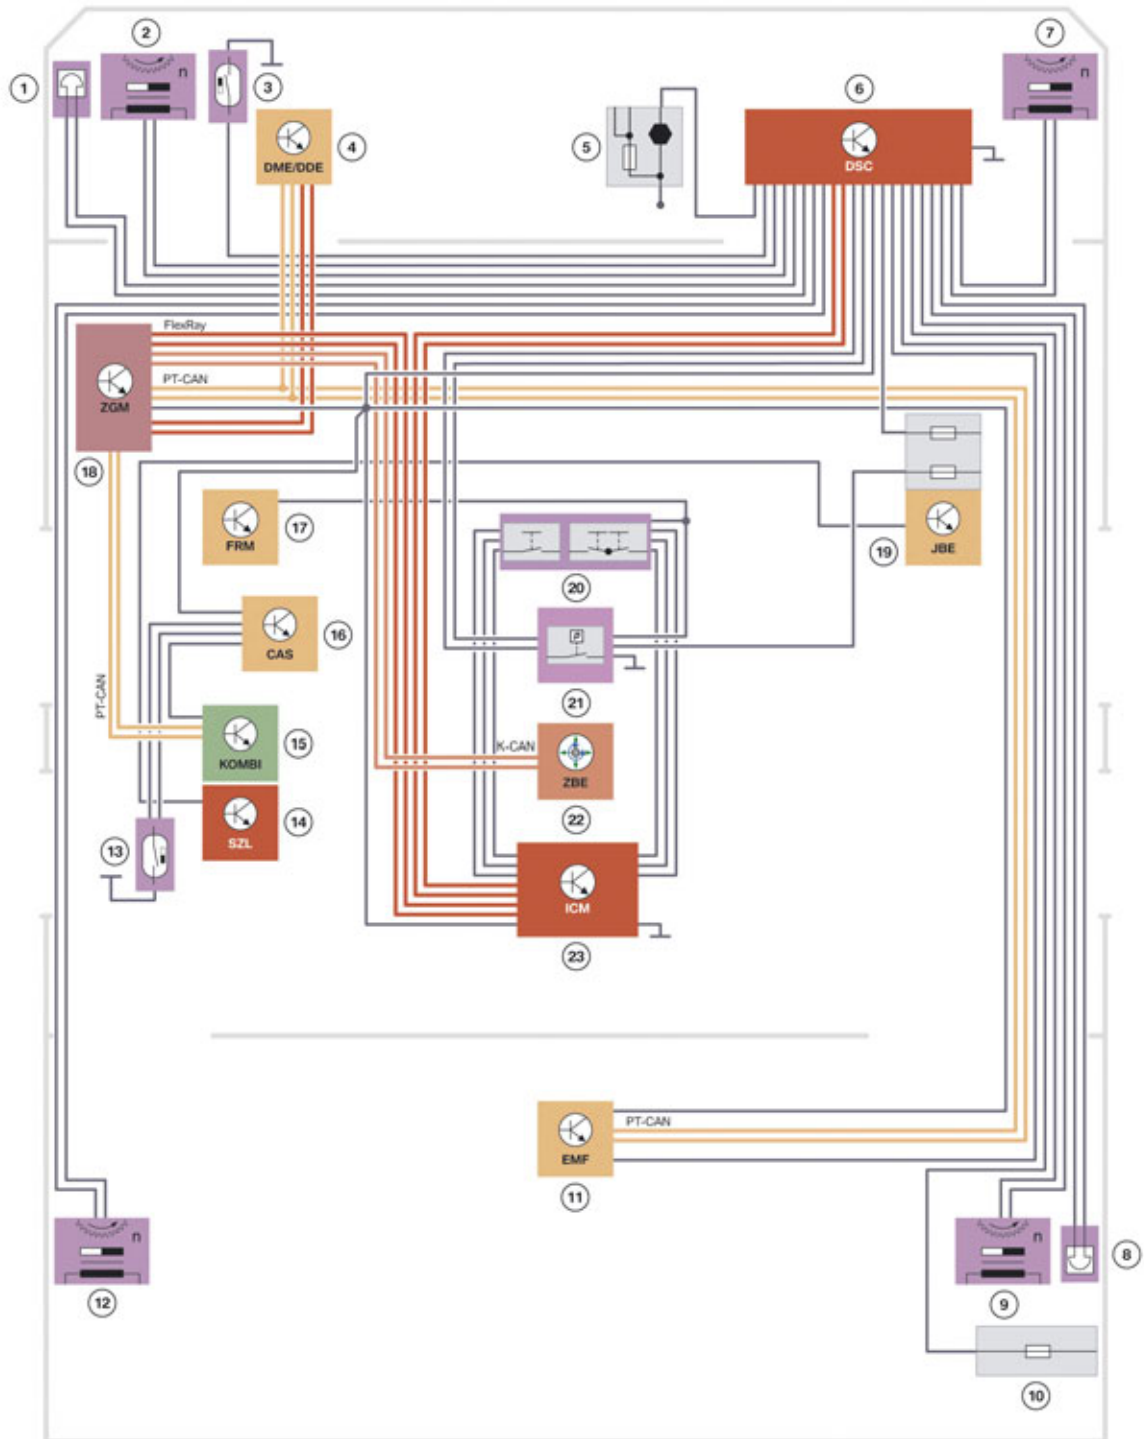 2
7
n
n
1
3
6
4
5
DME/DDE
DSC
FlexRay
PT-CAN
ZGM
18
17
FRM
19
JBE
20
16
CAS
PT-CAN
21
15
KOMBI
K-CAN
ZBE
14
SZL
22
13
ICM
23
PT-CAN
EMF
11
n
n
8
12
9
10